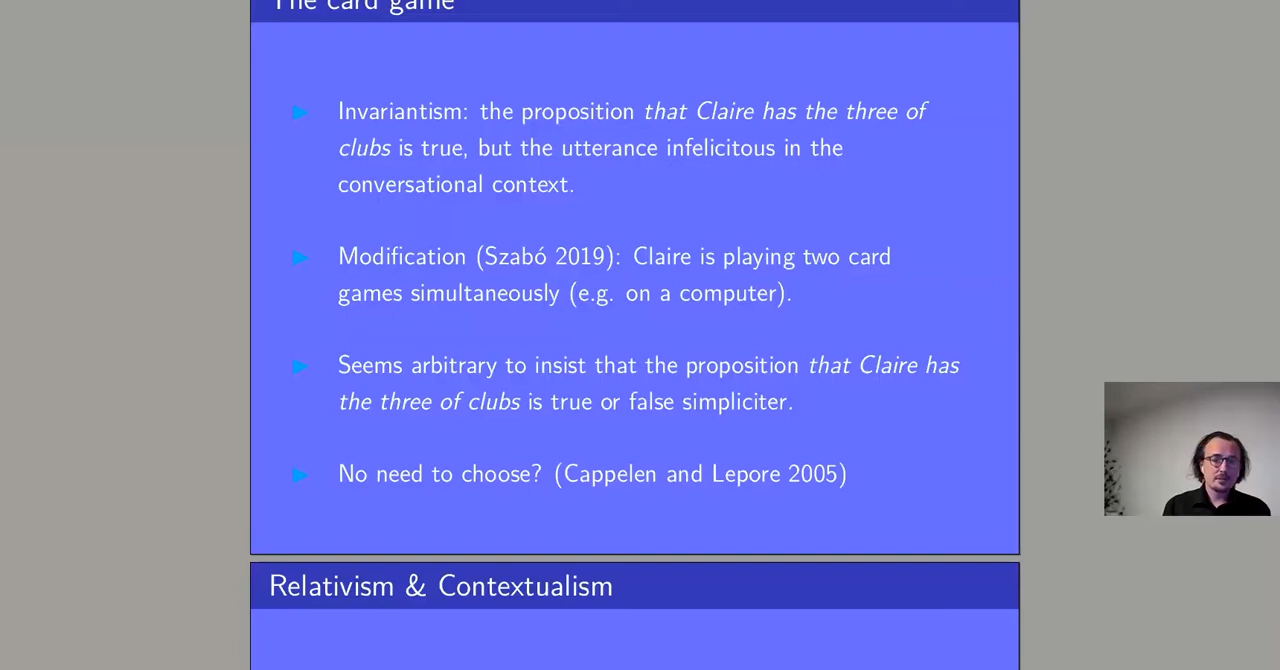 The card game
Invariantism: the proposition that Claire has the three of
clubs is true, but the utterance infelicitous in the
conversational context.
Modification (Szabó 2019): Claire is playing two card
games simultaneously (e.g. on a computer).
Seems arbitrary to insist that the proposition that Claire has
the three of clubs is true or false simpliciter.
No need to choose? (Cappelen and Lepore 2005)
Relativism & Contextualism